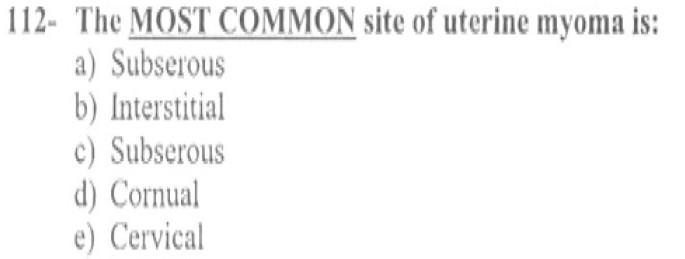 112- The MOST COMMON site of uterine myoma is:
a) Subserous
b) Interstitial
c) Subserous
d) Cornual
e) Cervical